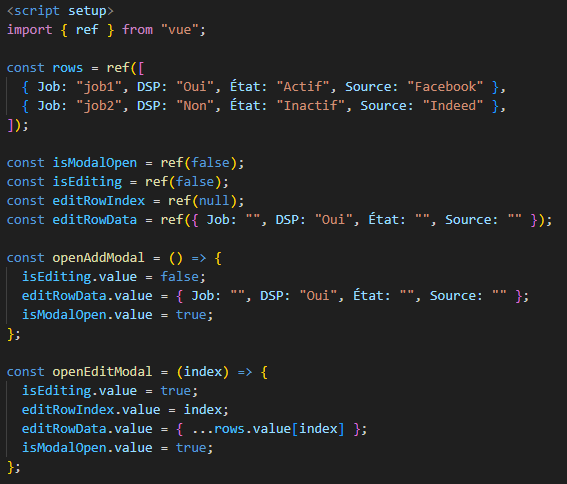 <script setup>
import { ref } from "vue";
const rows = ref([
{ Job: "job1", DSP: "Oui", État: "Actif", Source: "Facebook" },
{ Job: "job2", DSP: "Non", État: "Inactif", Source: "Indeed" },
]);
const isModalOpen = ref(false);
const isEditing = ref(false);
const editRowIndex = ref(null);
const editRowData = ref({ Job: "", DSP: "Oui", État: "", Source: "" });
const openAddModal = () => {
isEditing.value = false;
editRowData.value = { Job: "", DSP: "Oui", État: "", Source: "" };
isModalOpen.value = true;
};
const openEditModal = (index) => {
isEditing.value = true;
editRowIndex.value = index;
editRowData.value = { ...rows.value[index] };
isModalOpen.value = true;
};